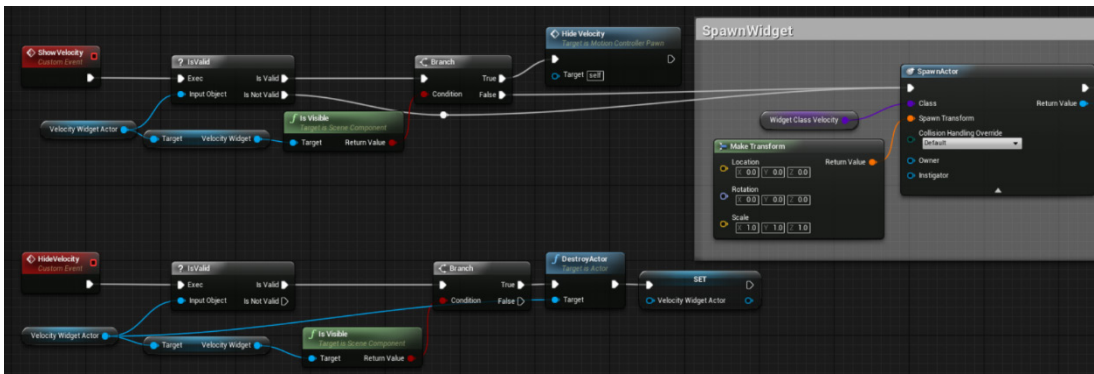 ShowVelocity
Custom Event
? IsValid
Exec
Is Valid
Input Object
Is Not Valid
Velocity Widget Actor
Target
Velocity Widget
f Is Visible
Target is Scene Component
Target
Return Value
Branch
True
Condition
False
Hide Velocity
Target is Motion Controller Pawn
Target
self
SpawnWidget
SpawnActor
Class
Return Value
Spawn Transform
Collision Handling Override
Default
Owner
Instigator
Widget Class Velocity
Make Transform
Location
Return Value
X 0.0 Y 0.0 Z 0.0
Rotation
X 0.0 Y 0.0 Z 0.0
Scale
X 1.0 Y 1.0 Z 1.0
HideVelocity
Custom Event
? IsValid
Exec
Is Valid
Input Object
Is Not Valid
Velocity Widget Actor
Target
Velocity Widget
f Is Visible
Target is Scene Component
Target
Return Value
Branch
True
Condition
False
f DestroyActor
Target is Actor
Target
SET
Velocity Widget Actor